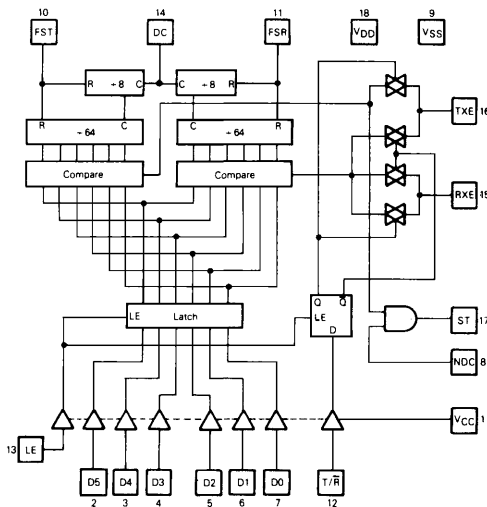 10 14 11 18 9
FST DC FSR VDD VSS
R ÷8 C C ÷8 R
R C C R
÷64 ÷64
TXE 16
Compare Compare
RXE 15
LE Latch
Q Q̅
LE
D
ST 17
NDC 8
VCC 1
13 LE
D5 D4 D3 D2 D1 D0 T/R̅
2 3 4 5 6 7 12